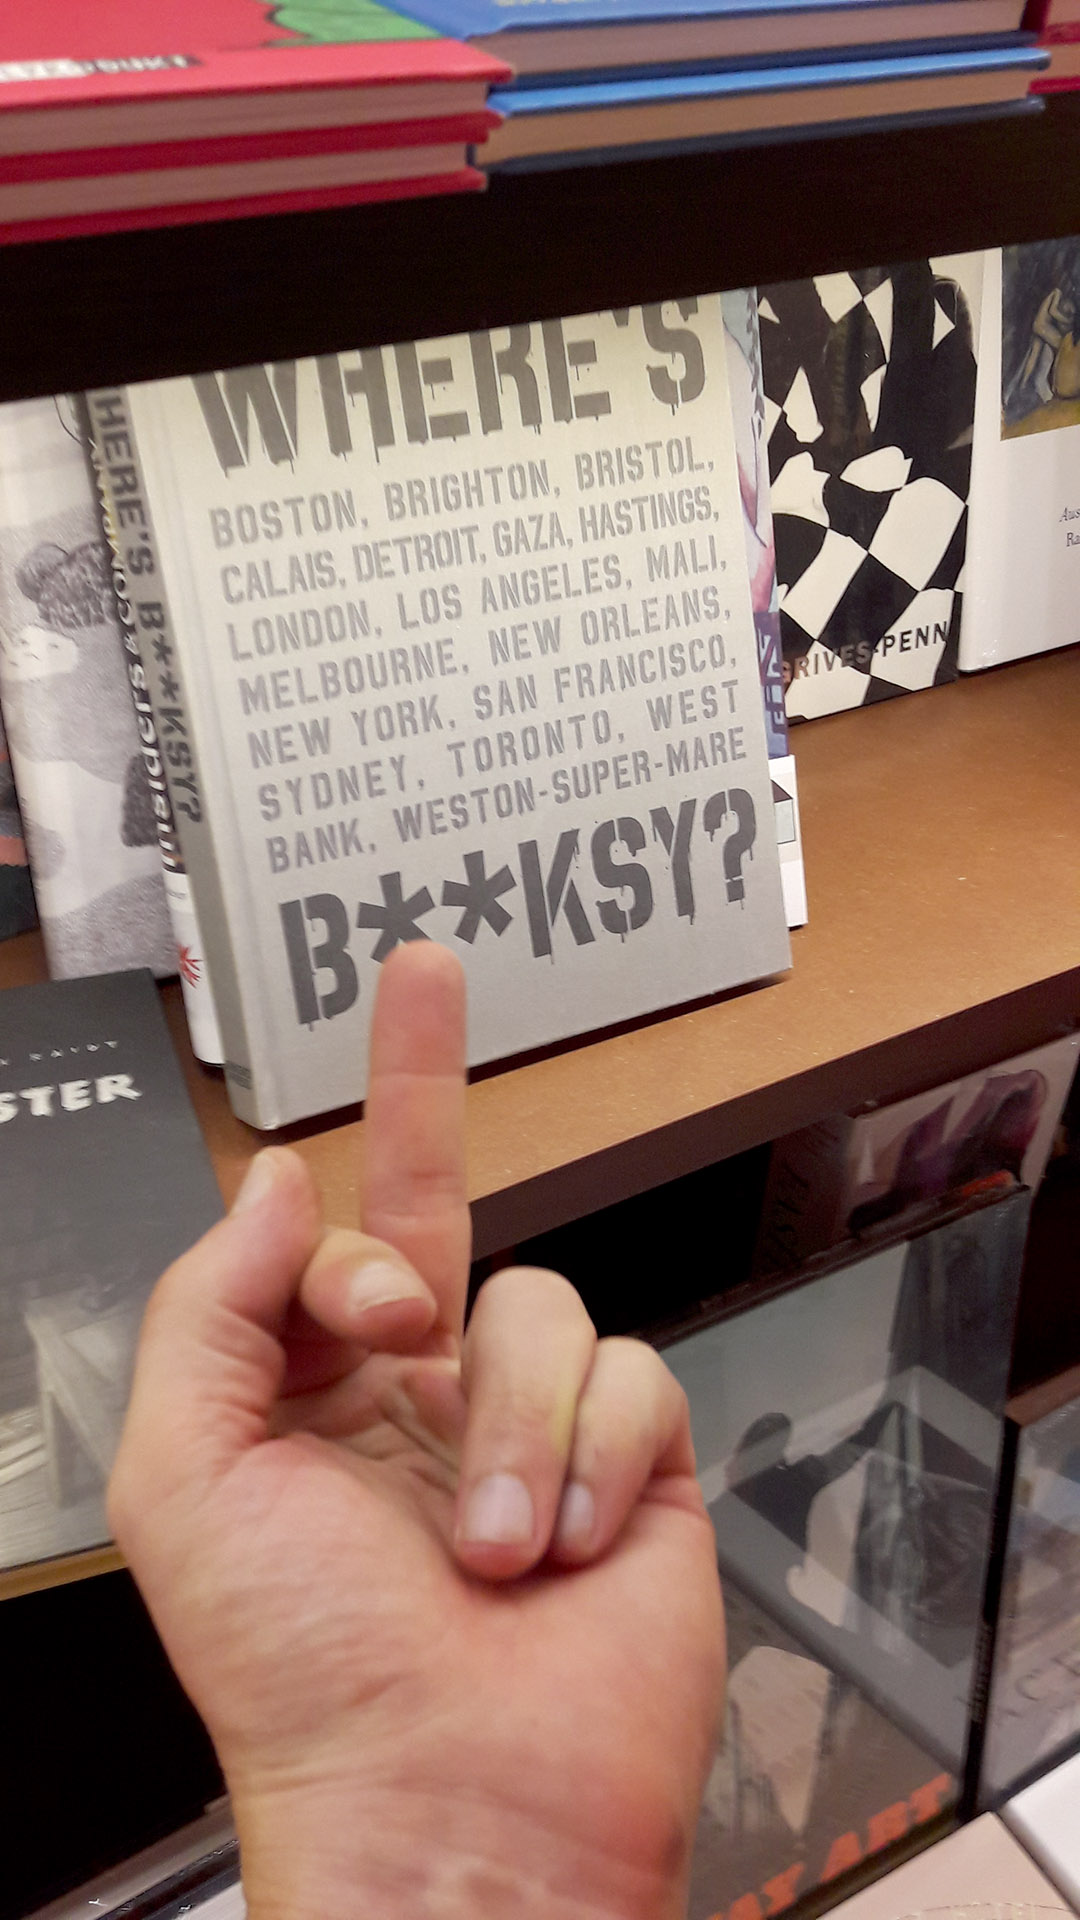 WHERE'S
BOSTON, BRIGHTON, BRISTOL,
CALAIS, DETROIT, GAZA, HASTINGS,
LONDON, LOS ANGELES, MALI,
MELBOURNE, NEW ORLEANS,
NEW YORK, SAN FRANCISCO,
SYDNEY, TORONTO, WEST
BANK, WESTON-SUPER-MARE
B**KSY?
HERE'S B**KSY?
GRIVES-PENN
STER